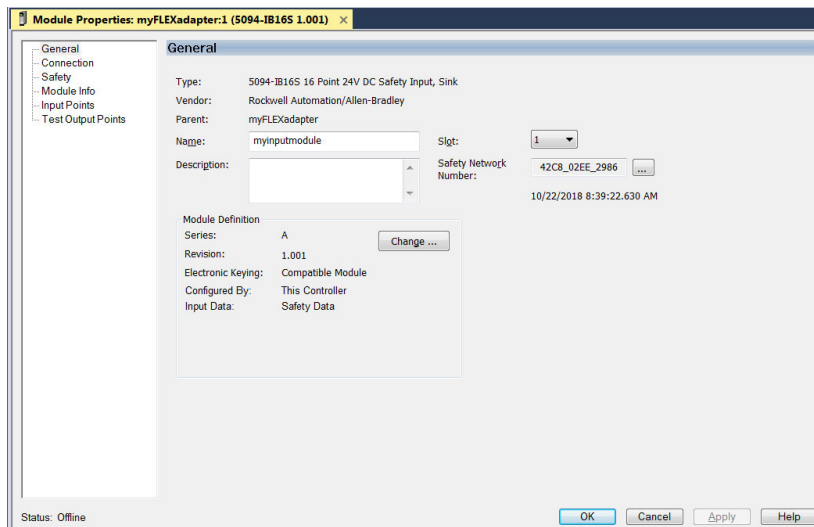 Module Properties: myFLEXadapter:1 (5094-IB16S 1.001) ×
General
Connection
Safety
Module Info
Input Points
Test Output Points
General
Type: 5094-IB16S 16 Point 24V DC Safety Input, Sink
Vendor: Rockwell Automation/Allen-Bradley
Parent: myFLEXadapter
Name: myinputmodule Slot: 1
Description: Safety Network Number: 42C8_02EE_2986 ...
10/22/2018 8:39:22.630 AM
Module Definition
Series: A Change ...
Revision: 1.001
Electronic Keying: Compatible Module
Configured By: This Controller
Input Data: Safety Data
Status: Offline OK Cancel Apply Help